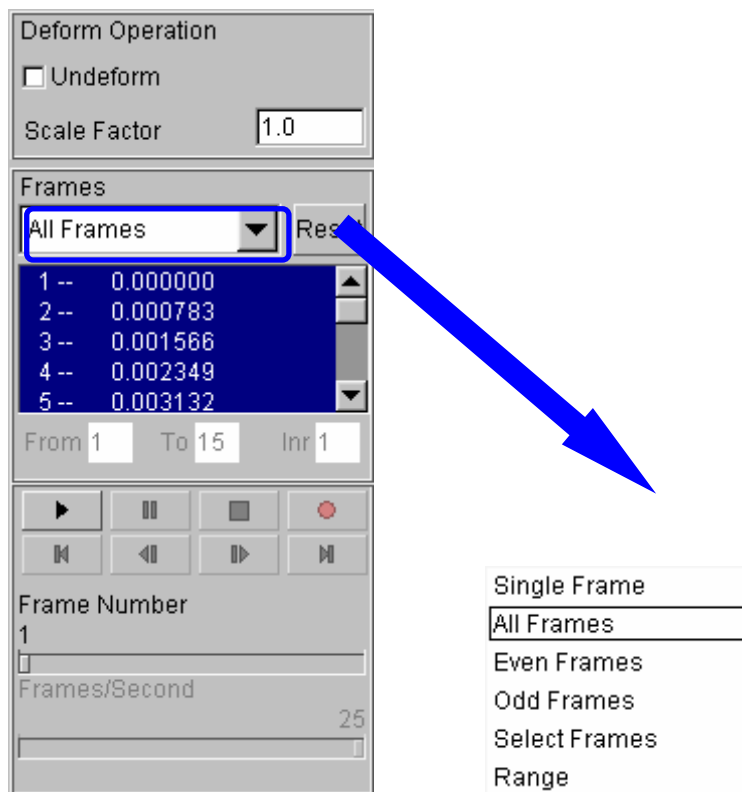 Deform Operation
Undeform
Scale Factor 1.0
Frames
All Frames
1 -- 0.000000
2 -- 0.000783
3 -- 0.001566
4 -- 0.002349
5 -- 0.003132
From 1 To 15 Inr 1
Frame Number
1
Frames/Second
25
Single Frame
All Frames
Even Frames
Odd Frames
Select Frames
Range